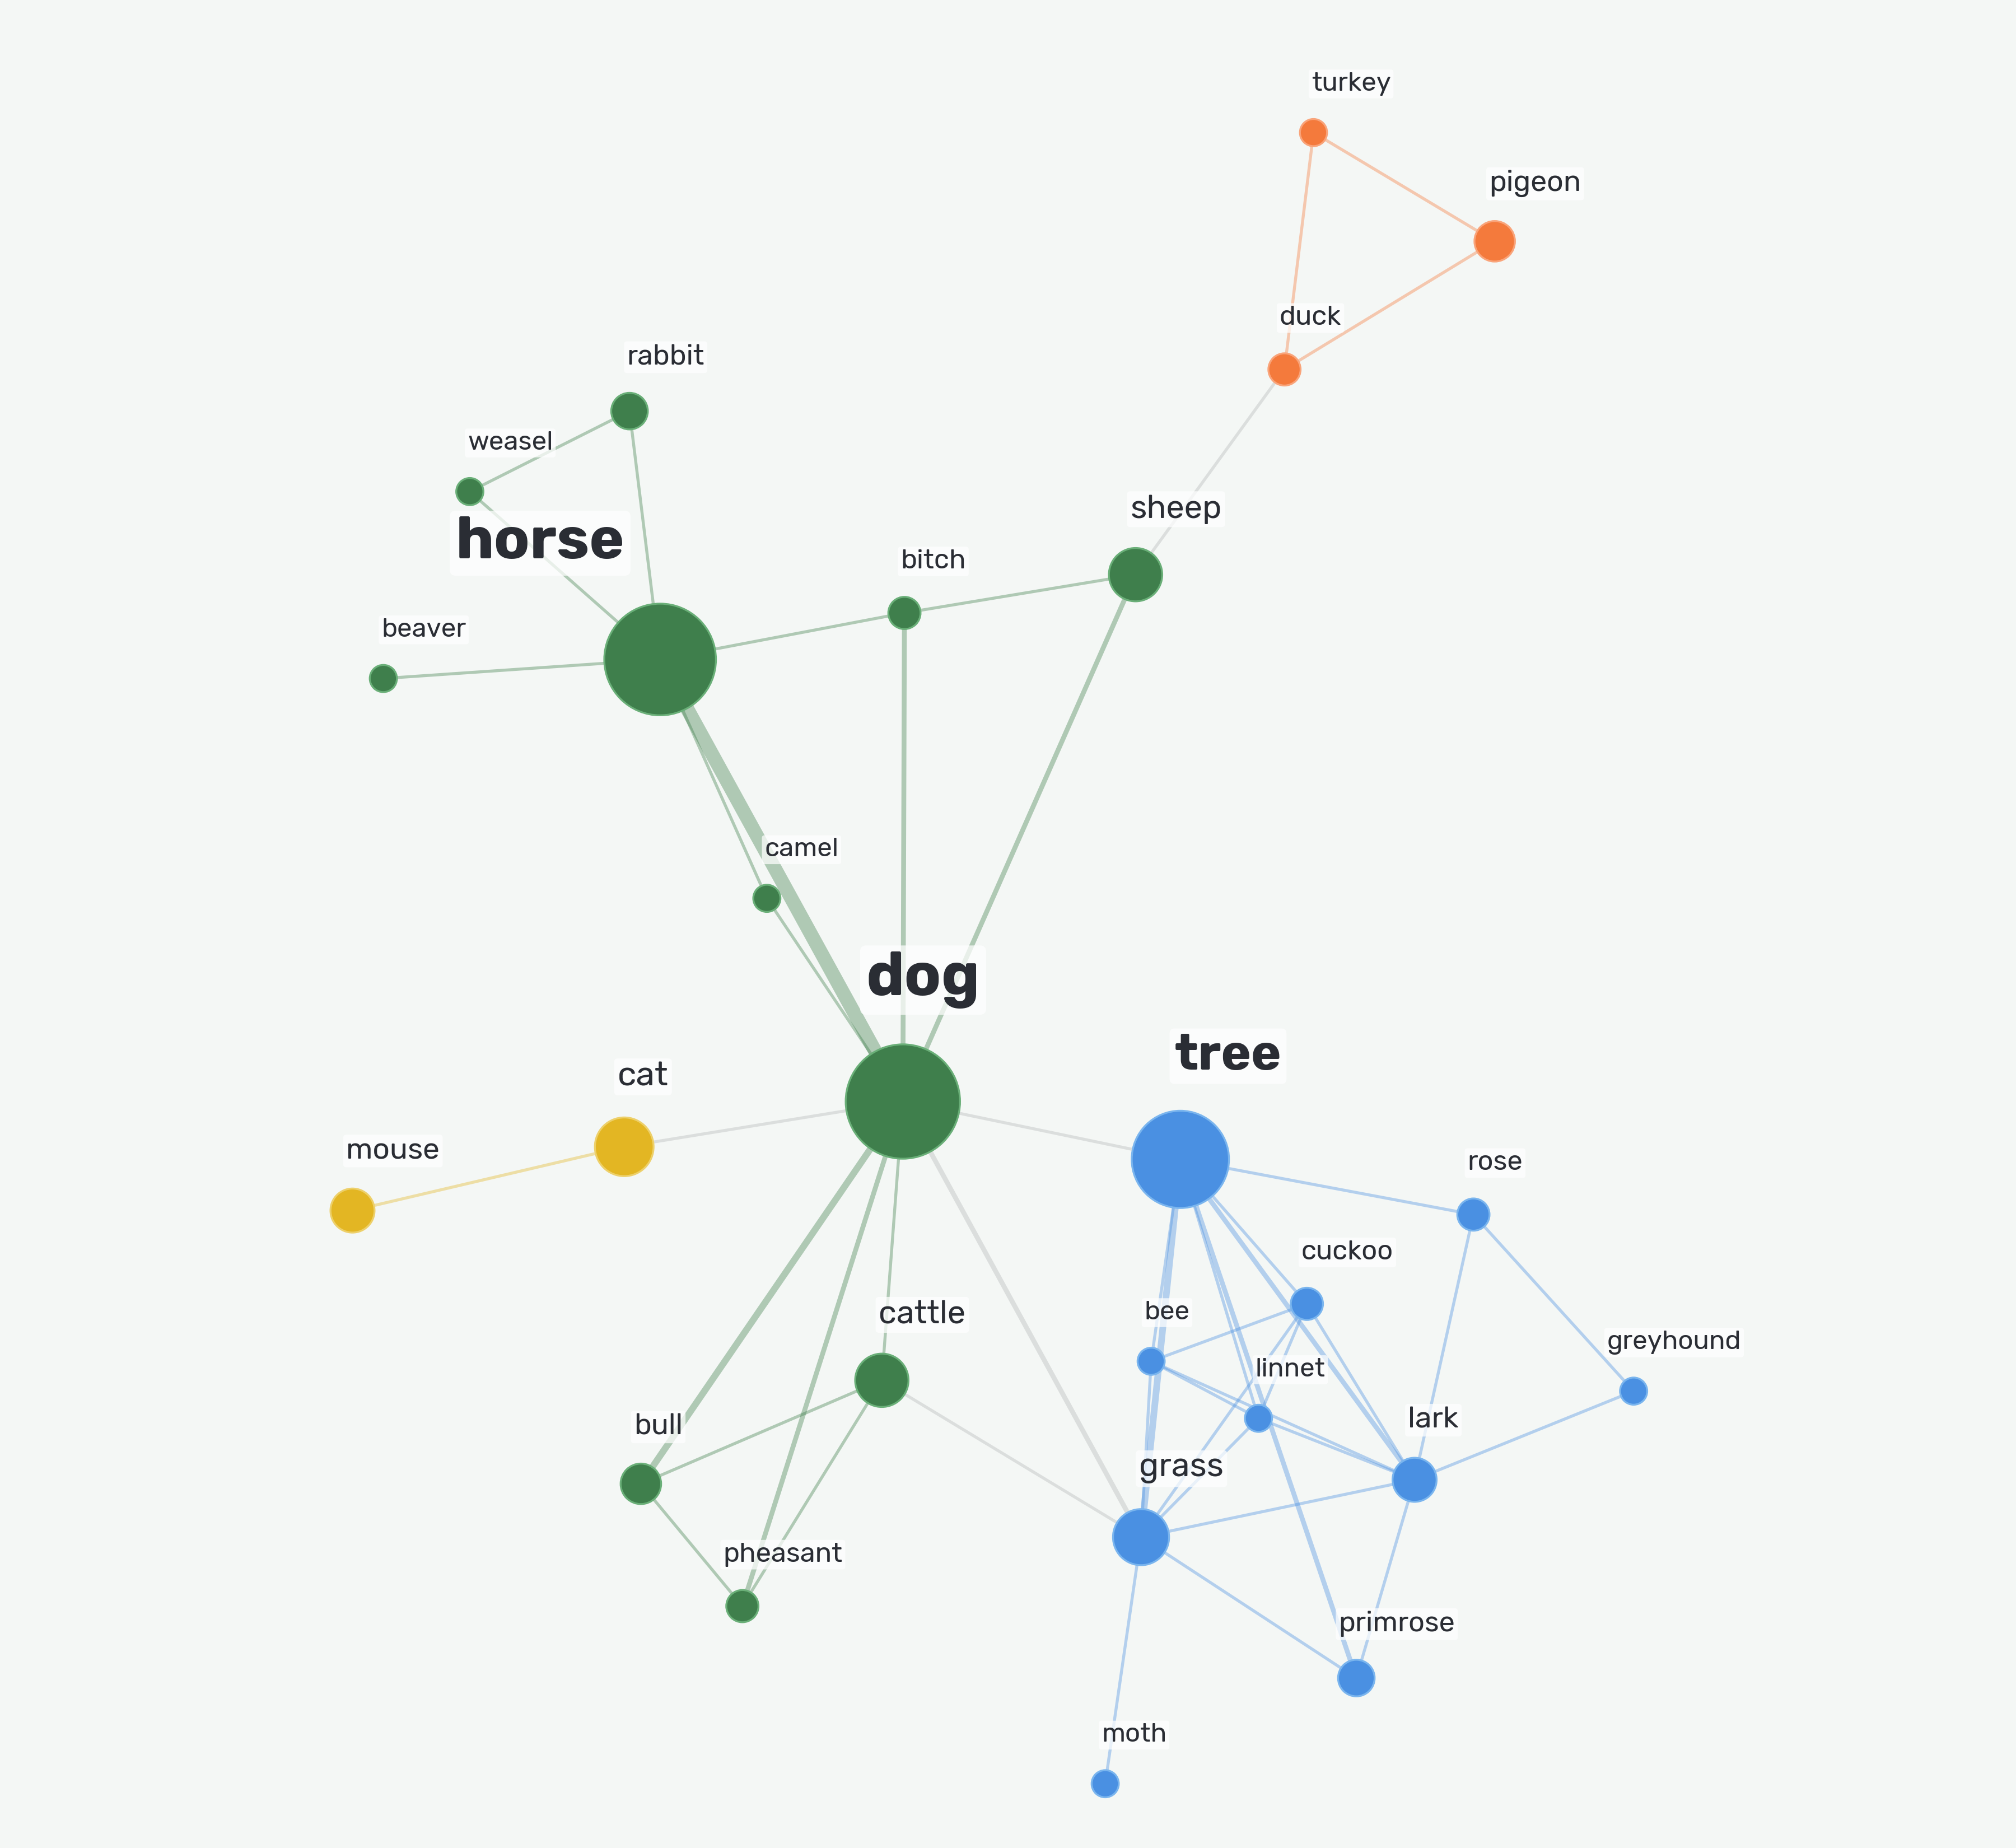 turkey
pigeon
duck
rabbit
weasel
sheep
horse
bitch
beaver
camel
dog
tree
cat
mouse
rose
cuckoo
bee
cattle
greyhound
linnet
lark
bull
grass
pheasant
primrose
moth